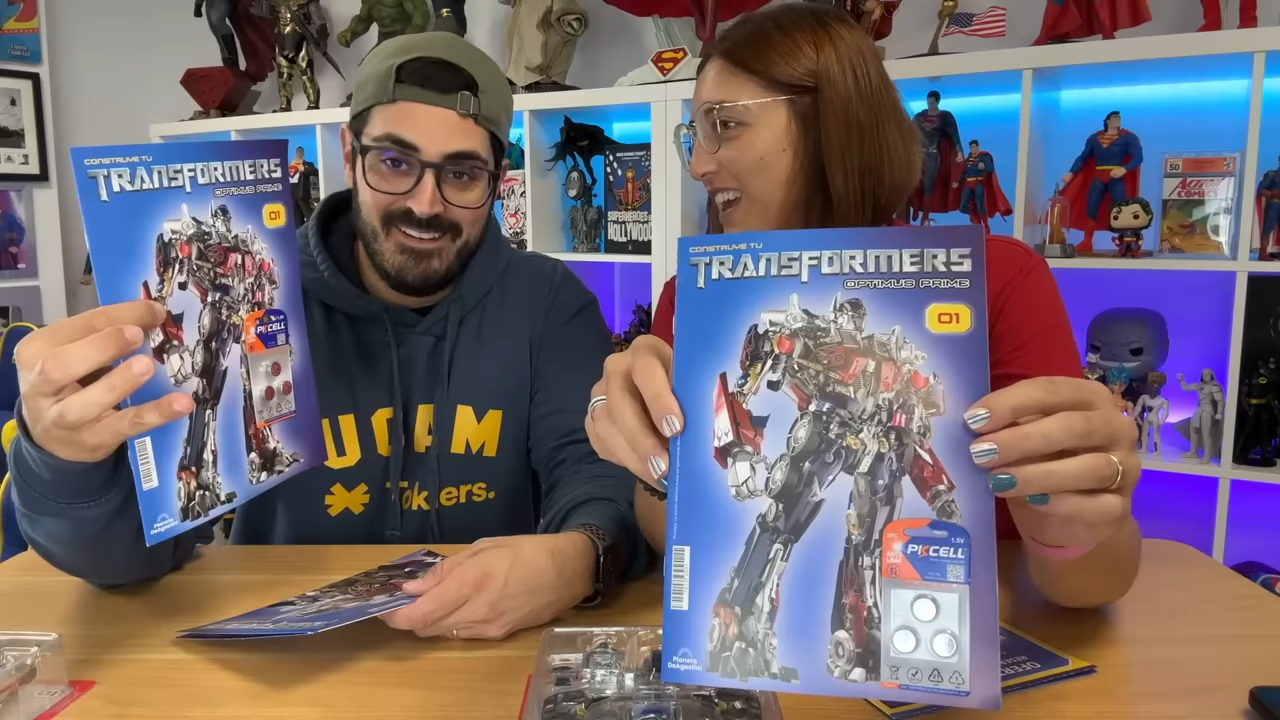 CONSTRUYE TU
TRANSFORMERS
OPTIMUS PRIME
01
PKCELL
Planeta
DeAgostini
UCAM
SUPERHEROES
HOLLYWOOD
CONSTRUYE TU
TRANSFORMERS
OPTIMUS PRIME
01
1.5V
PKCELL
Planeta
DeAgostini
50
ACTION
COMICS